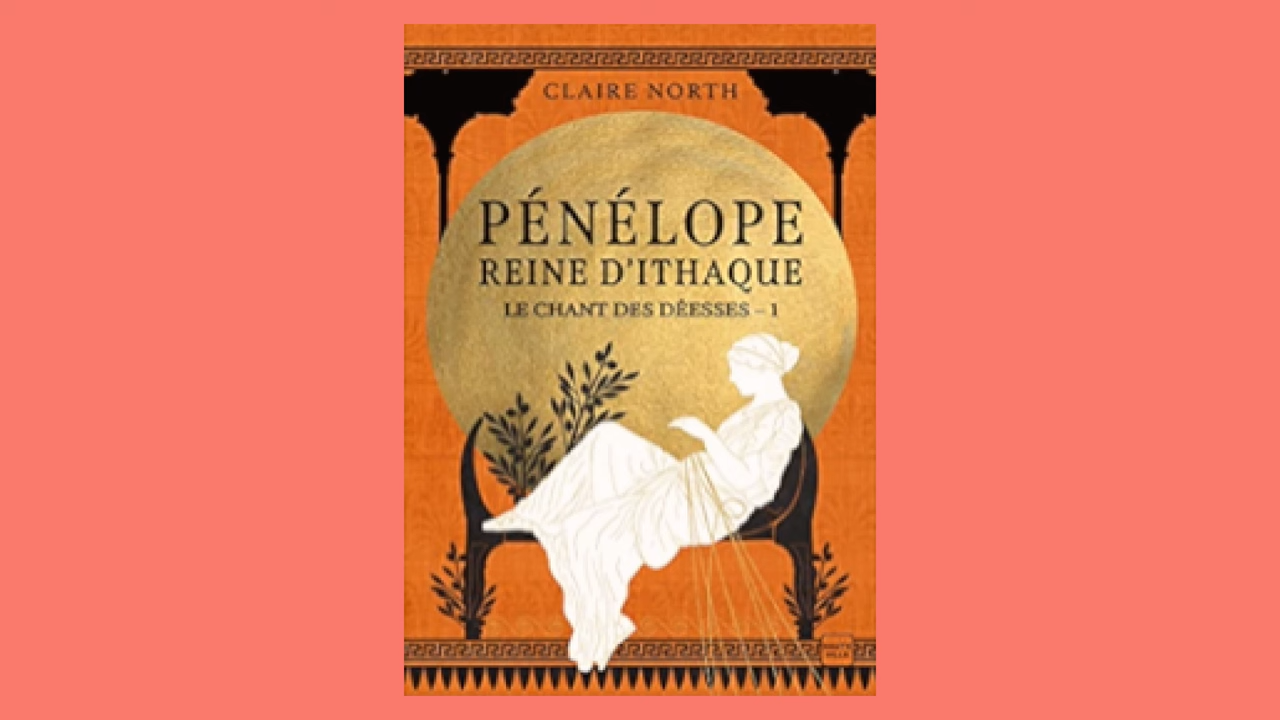 CLAIRE NORTH
PÉNÉLOPE
REINE D'ITHAQUE
LE CHANT DES DÉESSES – 1